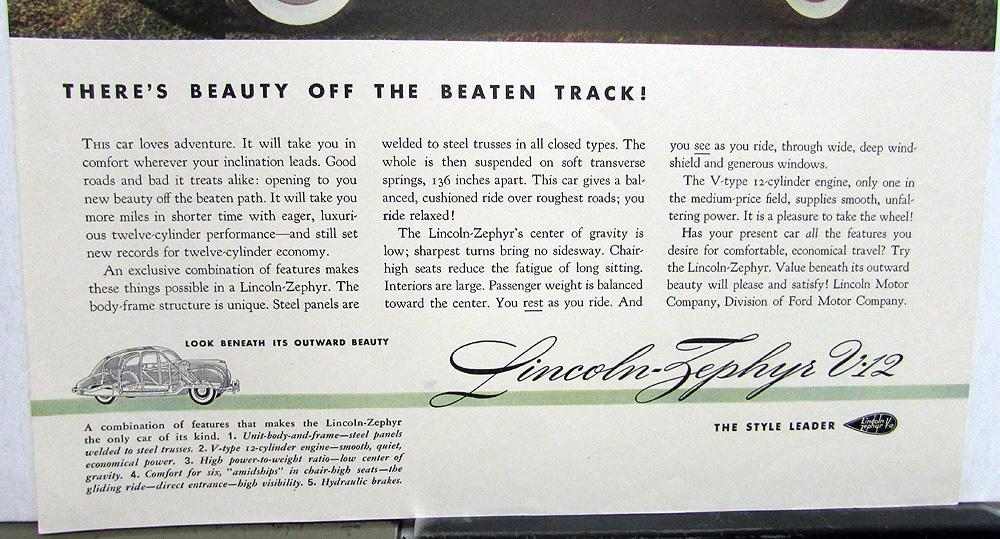 THERE'S BEAUTY OFF THE BEATEN TRACK!
THIS car loves adventure. It will take you in
comfort wherever your inclination leads. Good
roads and bad it treats alike: opening to you
new beauty off the beaten path. It will take you
more miles in shorter time with eager, luxuri-
ous twelve-cylinder performance—and still set
new records for twelve-cylinder economy.
An exclusive combination of features makes
these things possible in a Lincoln-Zephyr. The
body-frame structure is unique. Steel panels are
welded to steel trusses in all closed types. The
whole is then suspended on soft transverse
springs, 136 inches apart. This car gives a bal-
anced, cushioned ride over roughest roads; you
ride relaxed!
The Lincoln-Zephyr's center of gravity is
low; sharpest turns bring no sidesway. Chair-
high seats reduce the fatigue of long sitting.
Interiors are large. Passenger weight is balanced
toward the center. You rest as you ride. And
you see as you ride, through wide, deep wind-
shield and generous windows.
The V-type 12-cylinder engine, only one in
the medium-price field, supplies smooth, unfal-
tering power. It is a pleasure to take the wheel!
Has your present car all the features you
desire for comfortable, economical travel? Try
the Lincoln-Zephyr. Value beneath its outward
beauty will please and satisfy! Lincoln Motor
Company, Division of Ford Motor Company.
LOOK BENEATH ITS OUTWARD BEAUTY
A combination of features that makes the Lincoln-Zephyr
the only car of its kind. 1. Unit-body-and-frame—steel panels
welded to steel trusses. 2. V-type 12-cylinder engine—smooth, quiet,
economical power. 3. High power-to-weight ratio—low center of
gravity. 4. Comfort for six, "amidships" in chair-high seats—the
gliding ride—direct entrance—high visibility. 5. Hydraulic brakes.
Lincoln-Zephyr V·12
THE STYLE LEADER
Lincoln
Zephyr V12